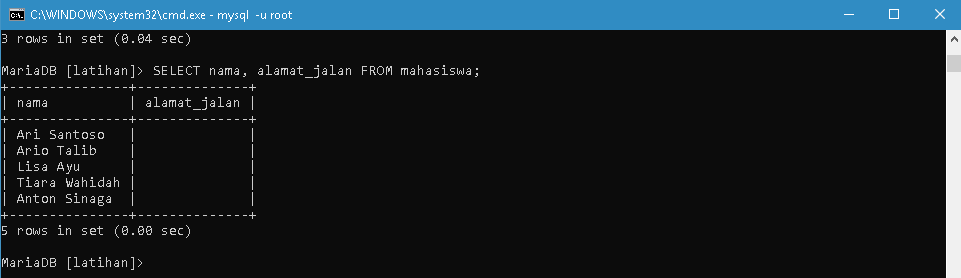 C:\WINDOWS\system32\cmd.exe - mysql  -u root
3 rows in set (0.04 sec)
MariaDB [latihan]> SELECT nama, alamat_jalan FROM mahasiswa;
+---------------+--------------+
| nama          | alamat_jalan |
+---------------+--------------+
| Ari Santoso   |              |
| Ario Talib    |              |
| Lisa Ayu      |              |
| Tiara Wahidah |              |
| Anton Sinaga  |              |
+---------------+--------------+
5 rows in set (0.00 sec)
MariaDB [latihan]>